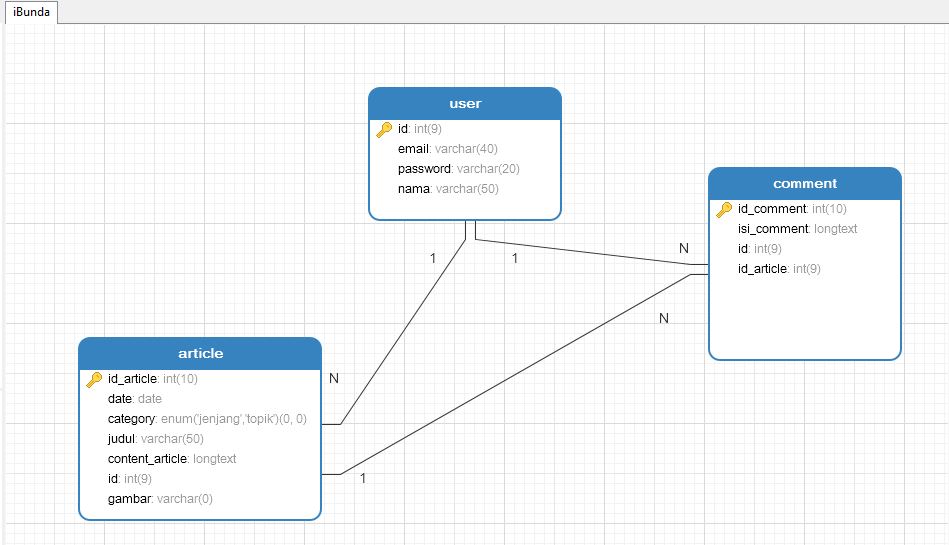 iBunda
user
id: int(9)
email: varchar(40)
password: varchar(20)
nama: varchar(50)
comment
id_comment: int(10)
isi_comment: longtext
id: int(9)
id_article: int(9)
1
1
N
N
article
id_article: int(10)
date: date
category: enum('jenjang','topik')(0, 0)
judul: varchar(50)
content_article: longtext
id: int(9)
gambar: varchar(0)
N
1